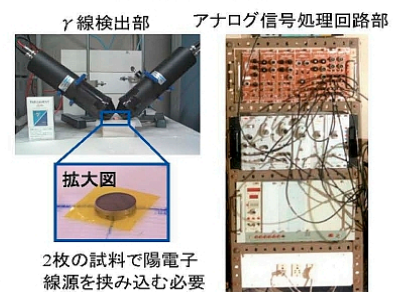 γ線検出部
アナログ信号処理回路部
拡大図
2枚の試料で陽電子
線源を挟み込む必要